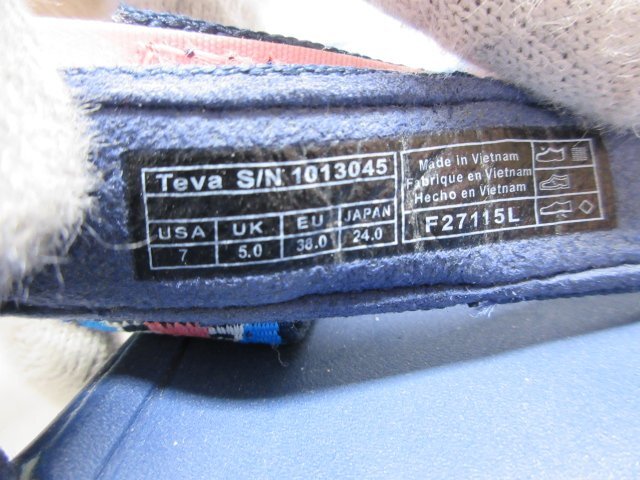 Teva S/N 1013045
USA UK EU JAPAN
7 5.0 38.0 24.0
Made in Vietnam
Fabrique en Vietnam
Hecho en Vietnam
F27115L